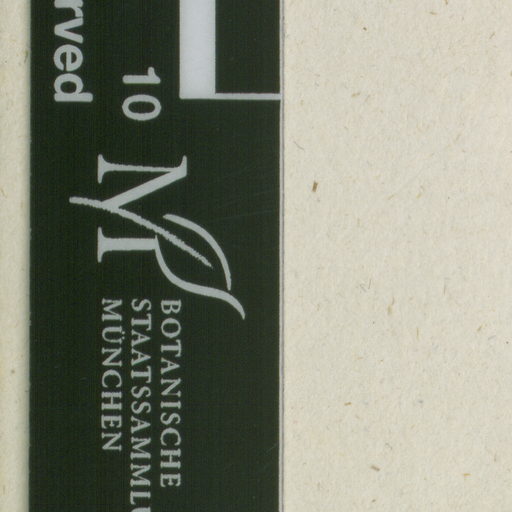 rved
10
BOTANISCHE
STAATSSAMMLU
MÜNCHEN